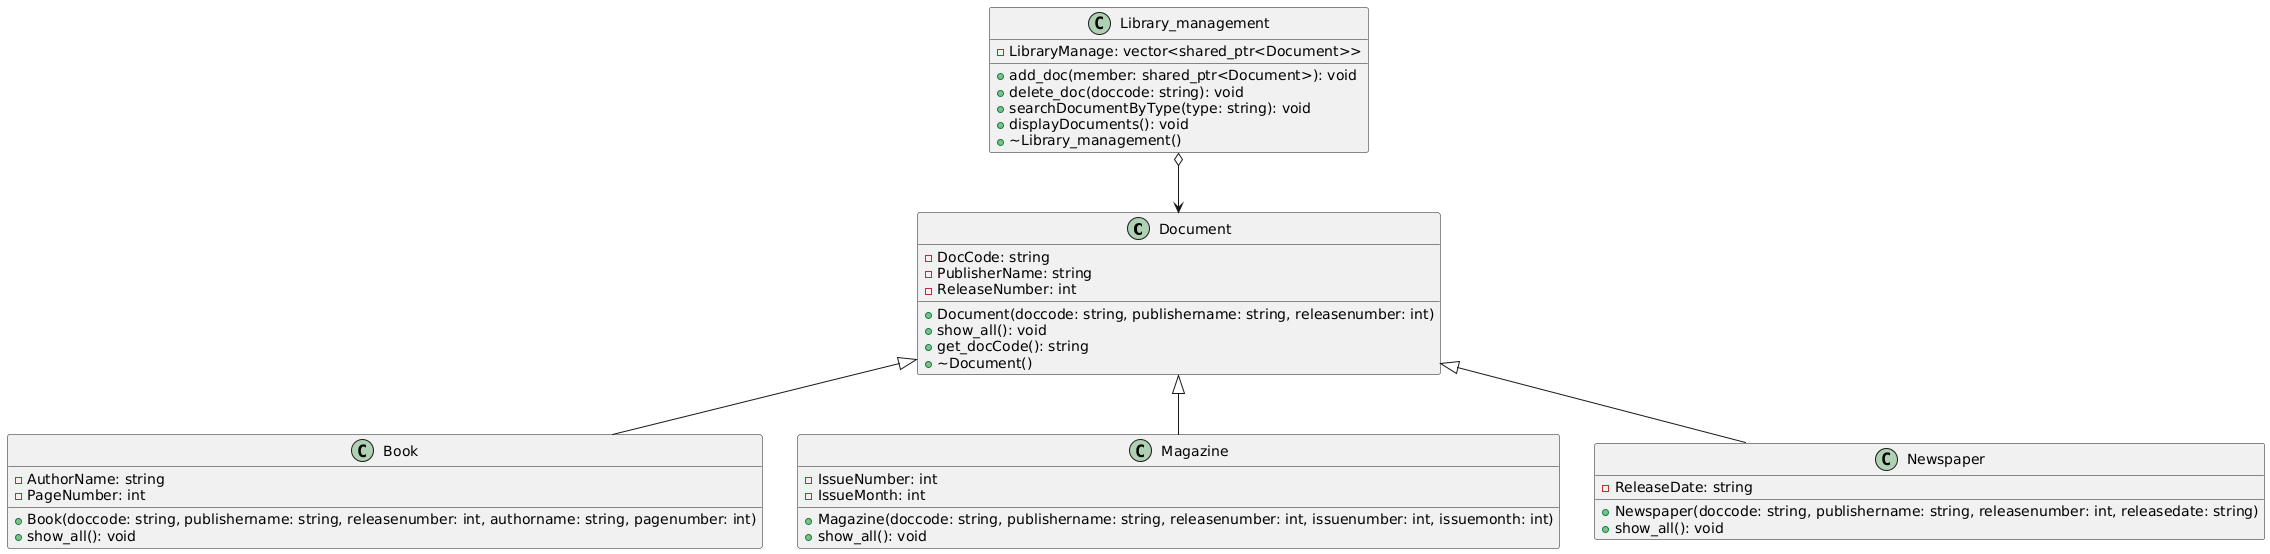 Library_management
LibraryManage: vector<shared_ptr<Document>>
add_doc(member: shared_ptr<Document>): void
delete_doc(doccode: string): void
searchDocumentByType(type: string): void
displayDocuments(): void
~Library_management()
Document
DocCode: string
PublisherName: string
ReleaseNumber: int
Document(doccode: string, publishername: string, releasenumber: int)
show_all(): void
get_docCode(): string
~Document()
Book
AuthorName: string
PageNumber: int
Book(doccode: string, publishername: string, releasenumber: int, authorname: string, pagenumber: int)
show_all(): void
Magazine
IssueNumber: int
IssueMonth: int
Magazine(doccode: string, publishername: string, releasenumber: int, issuenumber: int, issuemonth: int)
show_all(): void
Newspaper
ReleaseDate: string
Newspaper(doccode: string, publishername: string, releasenumber: int, releasedate: string)
show_all(): void